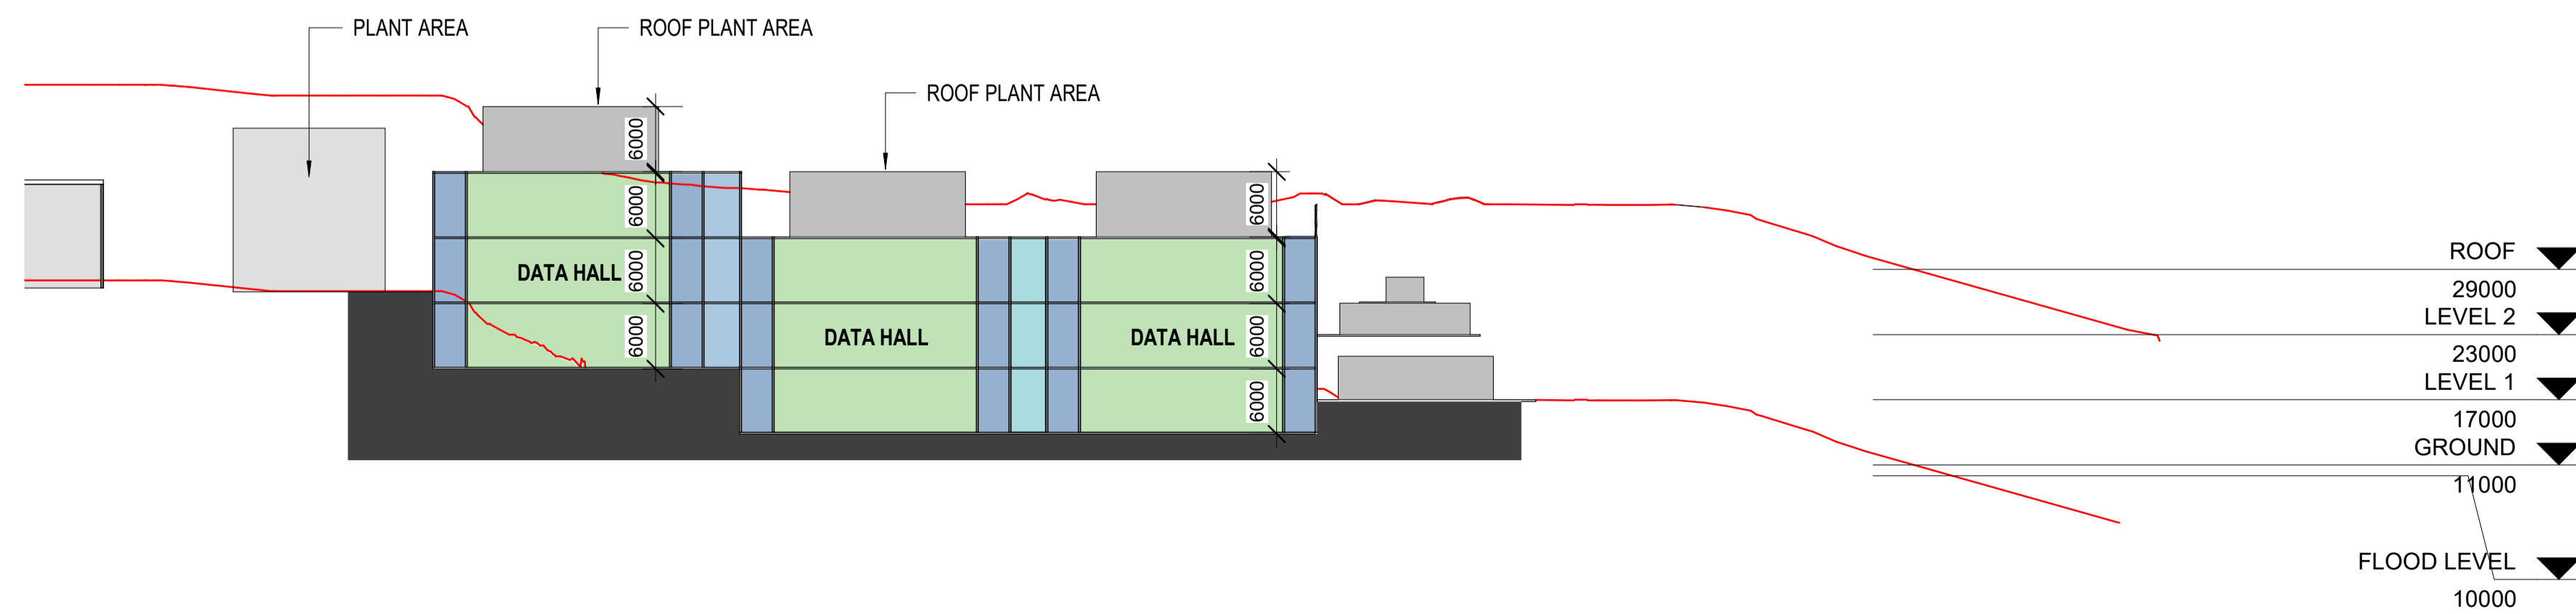 PLANT AREA
ROOF PLANT AREA
ROOF PLANT AREA
6000
6000
6000
6000
6000
6000
6000
6000
DATA HALL
DATA HALL
DATA HALL
ROOF
29000
LEVEL 2
23000
LEVEL 1
17000
GROUND
11000
FLOOD LEVEL
10000